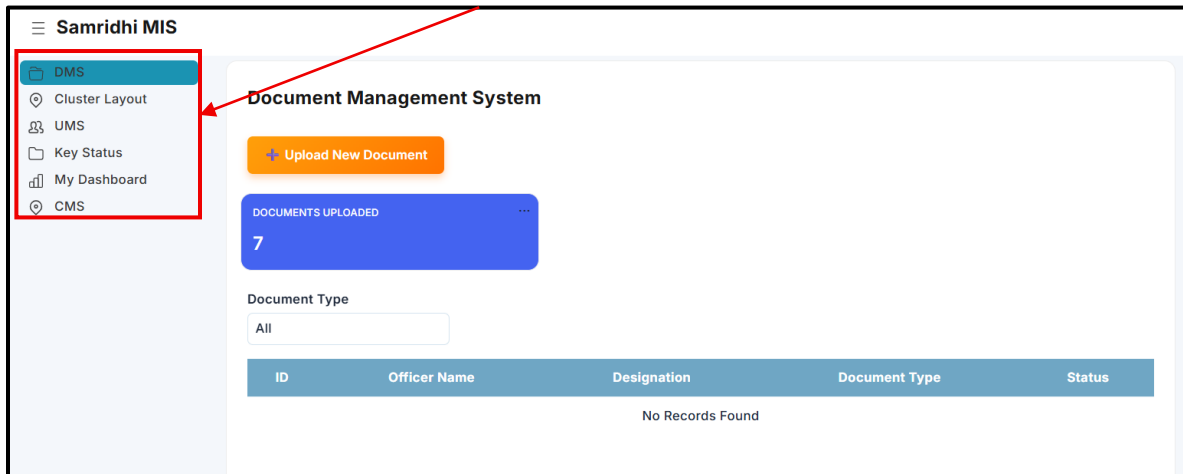 Samridhi MIS
DMS
Cluster Layout
UMS
Key Status
My Dashboard
CMS
Document Management System
Upload New Document
DOCUMENTS UPLOADED
7
Document Type
All
ID Officer Name Designation Document Type Status
No Records Found